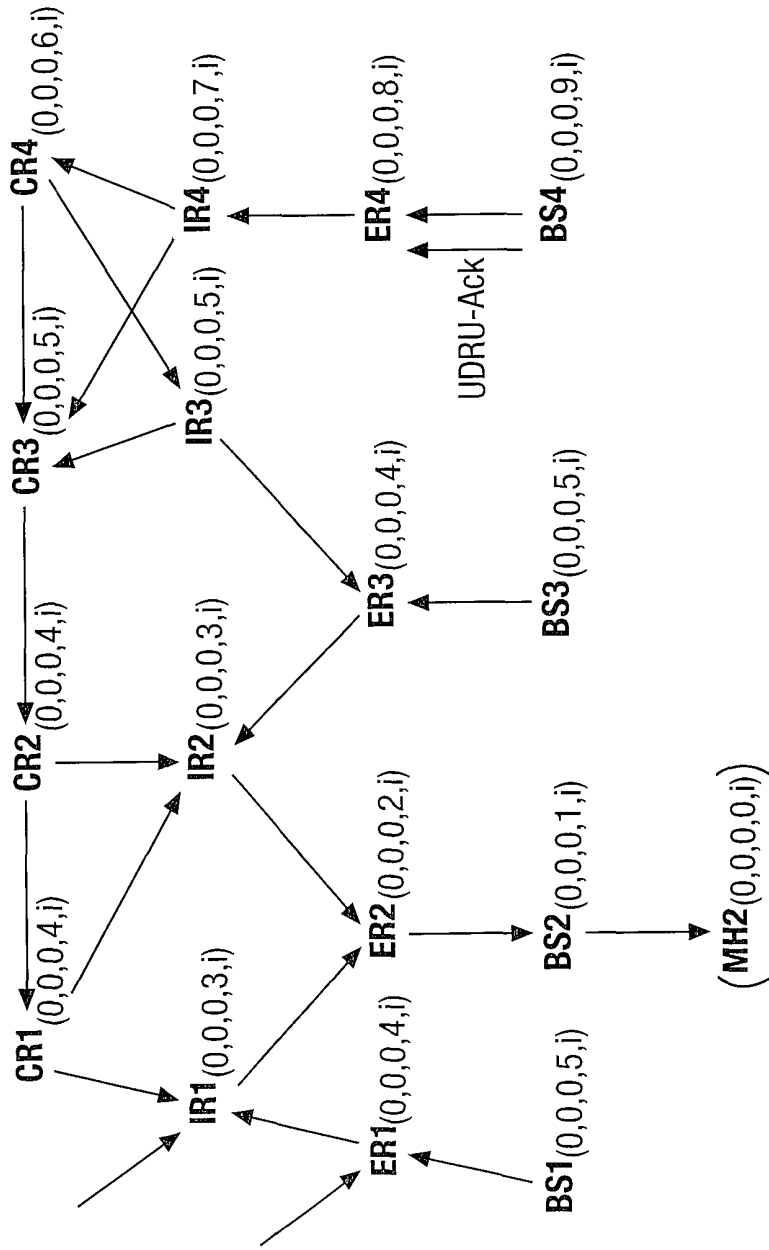 CR1(0,0,0,4,i)
CR2(0,0,0,4,i)
CR3(0,0,0,5,i)
CR4(0,0,0,6,i)
IR1(0,0,0,3,i)
IR2(0,0,0,3,i)
IR3(0,0,0,5,i)
IR4(0,0,0,7,i)
ER1(0,0,0,4,i)
ER2(0,0,0,2,i)
ER3(0,0,0,4,i)
ER4(0,0,0,8,i)
UDRU-Ack
BS1(0,0,0,5,i)
BS2(0,0,0,1,i)
BS3(0,0,0,5,i)
BS4(0,0,0,9,i)
(MH2(0,0,0,0,i))